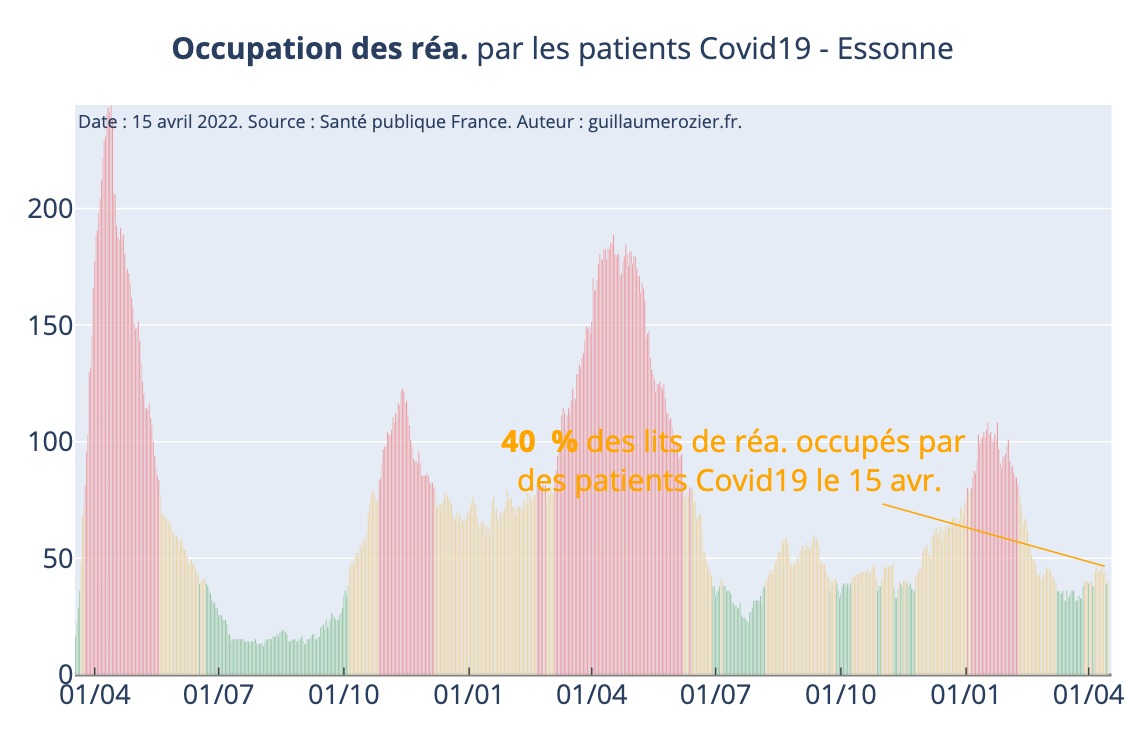 Occupation des réa. par les patients Covid19 - Essonne
Date : 15 avril 2022. Source : Santé publique France. Auteur : guillaumerozier.fr.
200
150
100
50
0
40 % des lits de réa. occupés par
des patients Covid19 le 15 avr.
01/04 01/07 01/10 01/01 01/04 01/07 01/10 01/01 01/04